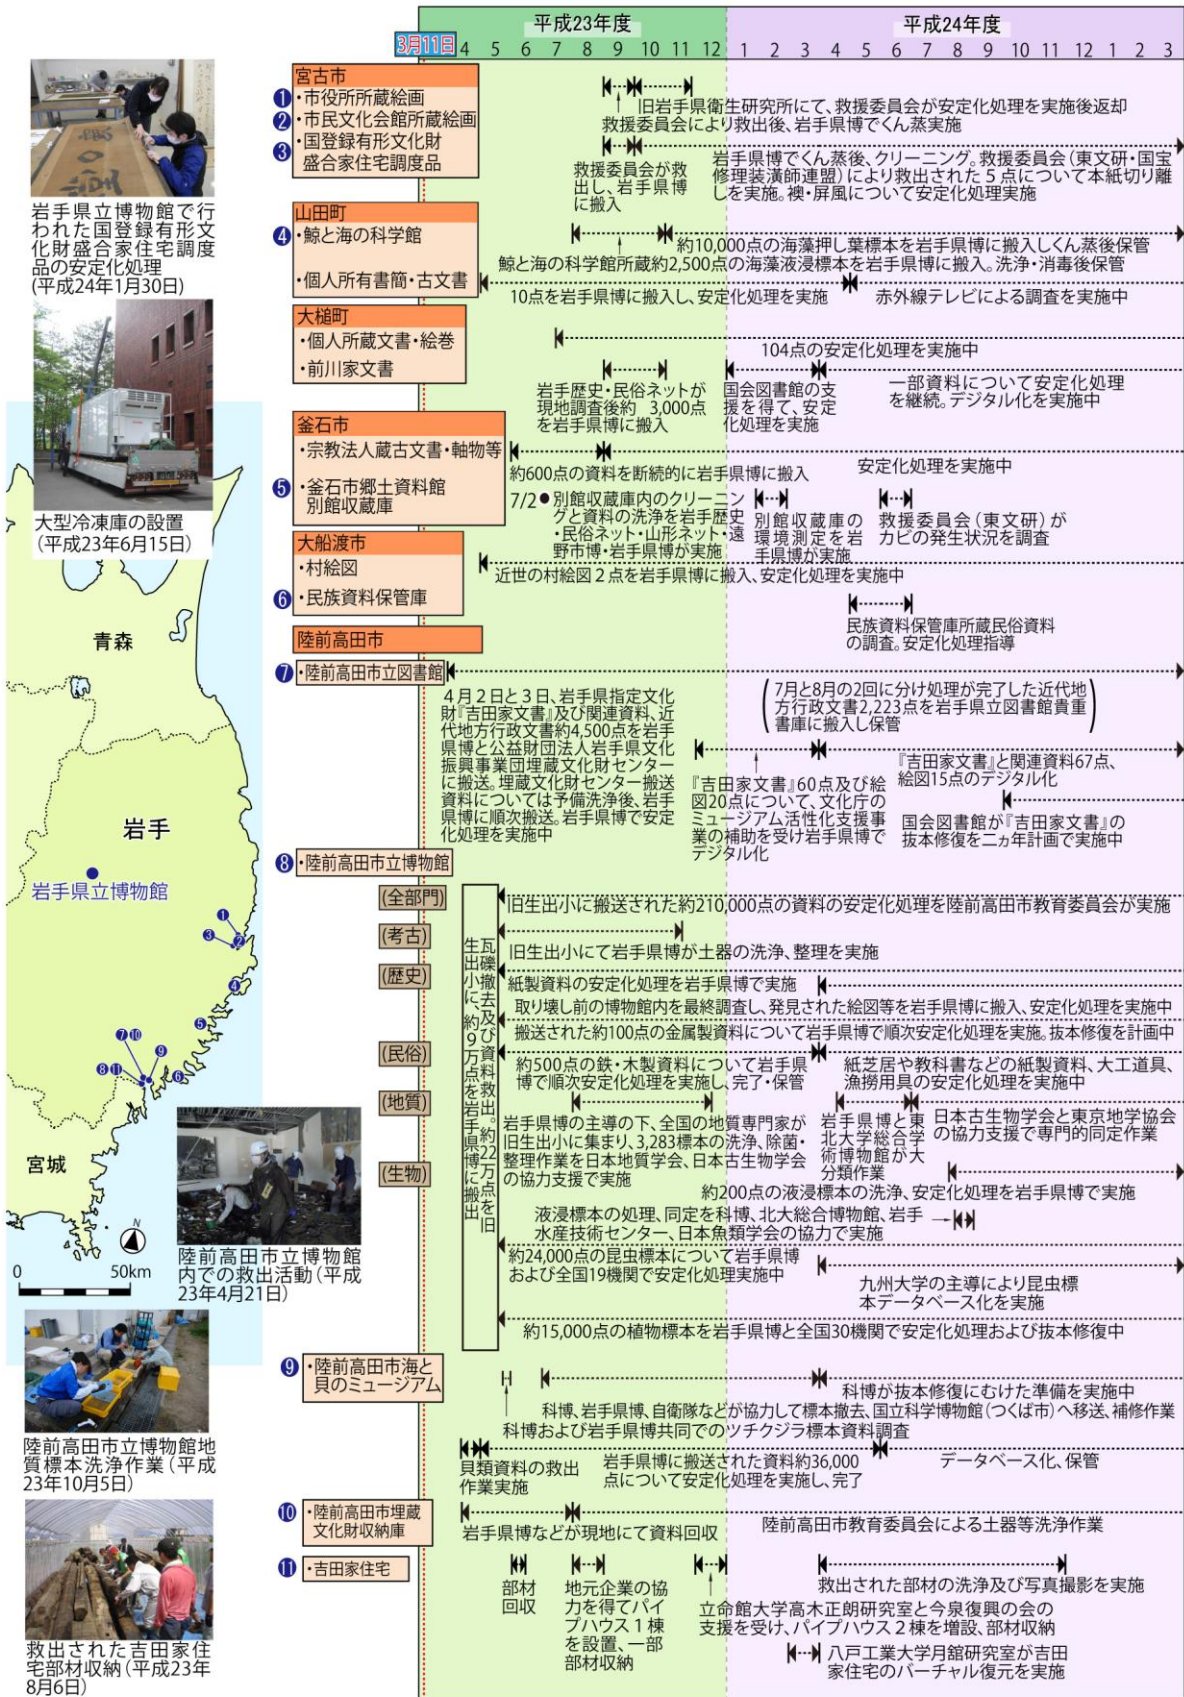 平成23年度
平成24年度
3月11日 4 5 6 7 8 9 10 11 12 1 2 3 4 5 6 7 8 9 10 11 12 1 2 3
岩手県立博物館で行
われた国登録有形文
化財盛合家住宅調度
品の安定化処理
(平成24年1月30日)
大型冷凍庫の設置
(平成23年6月15日)
青森
岩手
岩手県立博物館
1
3
2
4
5
7 10
9
8 11
6
宮城
N
0 50km
陸前高田市立博物館
内での救出活動(平成
23年4月21日)
陸前高田市立博物館地
質標本洗浄作業(平成
23年10月5日)
救出された吉田家住
宅部材収納(平成23年
8月6日)
宮古市
1 ・市役所所蔵絵画
2 ・市民文化会館所蔵絵画
3 ・国登録有形文化財
盛合家住宅調度品
旧岩手県衛生研究所にて、救援委員会が安定化処理を実施後返却
救援委員会により救出後、岩手県博でくん蒸実施
救援委員会が救
出し、岩手県博
に搬入
岩手県博でくん蒸後、クリーニング。救援委員会(東文研・国宝
修理装潢師連盟)により救出された5点について本紙切り離
しを実施。襖・屏風について安定化処理実施
山田町
4 ・鯨と海の科学館
約10,000点の海藻押し葉標本を岩手県博に搬入しくん蒸後保管
鯨と海の科学館所蔵約2,500点の海藻液浸標本を岩手県博に搬入。洗浄・消毒後保管
・個人所有書簡・古文書
10点を岩手県博に搬入し、安定化処理を実施
赤外線テレビによる調査を実施中
大槌町
・個人所蔵文書・絵巻
104点の安定化処理を実施中
・前川家文書
岩手歴史・民俗ネットが
現地調査後約 3,000点
を岩手県博に搬入
国会図書館の支
援を得て、安定
化処理を実施
一部資料について安定化処理
を継続。デジタル化を実施中
釜石市
・宗教法人蔵古文書・軸物等
約600点の資料を断続的に岩手県博に搬入
安定化処理を実施中
5 ・釜石市郷土資料館
別館収蔵庫
7/2●別館収蔵庫内のクリーニン
グと資料の洗浄を岩手歴史
・民俗ネット・山形ネット・遠
野市博・岩手県博が実施
別館収蔵庫の
環境測定を岩
手県博が実施
救援委員会(東文研)が
カビの発生状況を調査
大船渡市
・村絵図
近世の村絵図2点を岩手県博に搬入、安定化処理を実施中
6 ・民族資料保管庫
民族資料保管庫所蔵民俗資料
の調査。安定化処理指導
陸前高田市
7 ・陸前高田市立図書館
4月2日と3日、岩手県指定文化
財『吉田家文書』及び関連資料、近
代地方行政文書約4,500点を岩手
県博と公益財団法人岩手県文化
振興事業団埋蔵文化財センター
に搬送。埋蔵文化財センター搬送
資料については予備洗浄後、岩手
県博に順次搬送。岩手県博で安定
化処理を実施中
(7月と8月の2回に分け処理が完了した近代地
方行政文書2,223点を岩手県立図書館貴重
書庫に搬入し保管)
『吉田家文書』60点及び絵
図20点について、文化庁の
ミュージアム活性化支援事
業の補助を受け岩手県博で
デジタル化
『吉田家文書』と関連資料67点、
絵図15点のデジタル化
国会図書館が『吉田家文書』の
抜本修復を二ヵ年計画で実施中
8 ・陸前高田市立博物館
瓦礫撤去及び資料救出。約22万点を旧
生出小に、約9万点を岩手県博に搬出
(全部門)
旧生出小に搬送された約210,000点の資料の安定化処理を陸前高田市教育委員会が実施
(考古)
旧生出小にて岩手県博が土器の洗浄、整理を実施
(歴史)
紙製資料の安定化処理を岩手県博で実施
取り壊し前の博物館内を最終調査し、発見された絵図等を岩手県博に搬入、安定化処理を実施中
搬送された約100点の金属製資料について岩手県博で順次安定化処理を実施。抜本修復を計画中
(民俗)
約500点の鉄・木製資料について岩手県
博で順次安定化処理を実施し、完了・保管
紙芝居や教科書などの紙製資料、大工道具、
漁撈用具の安定化処理を実施中
(地質)
岩手県博の主導の下、全国の地質専門家が
旧生出小に集まり、3,283標本の洗浄、除菌・
整理作業を日本地質学会、日本古生物学会
の協力支援で実施
岩手県博と東
北大学総合学
術博物館が大
分類作業
日本古生物学会と東京地学協会
の協力支援で専門的同定作業
(生物)
約200点の液浸標本の洗浄、安定化処理を岩手県博で実施
液浸標本の処理、同定を科博、北大総合博物館、岩手
水産技術センター、日本魚類学会の協力で実施
約24,000点の昆虫標本について岩手県博
および全国19機関で安定化処理実施中
九州大学の主導により昆虫標
本データベース化を実施
約15,000点の植物標本を岩手県博と全国30機関で安定化処理および抜本修復中
9 ・陸前高田市海と
貝のミュージアム
科博が抜本修復にむけた準備を実施中
科博、岩手県博、自衛隊などが協力して標本撤去、国立科学博物館(つくば市)へ移送、補修作業
科博および岩手県博共同でのツチクジラ標本資料調査
貝類資料の救出
作業実施
岩手県博に搬送された資料約36,000
点について安定化処理を実施し、完了
データベース化、保管
10 ・陸前高田市埋蔵
文化財収納庫
岩手県博などが現地にて資料回収
陸前高田市教育委員会による土器等洗浄作業
11 ・吉田家住宅
部材
回収
地元企業の協
力を得てパイ
プハウス1棟
を設置、一部
部材収納
救出された部材の洗浄及び写真撮影を実施
立命館大学高木正朗研究室と今泉復興の会の
支援を受け、パイプハウス2棟を増設、部材収納
八戸工業大学月舘研究室が吉田
家住宅のバーチャル復元を実施